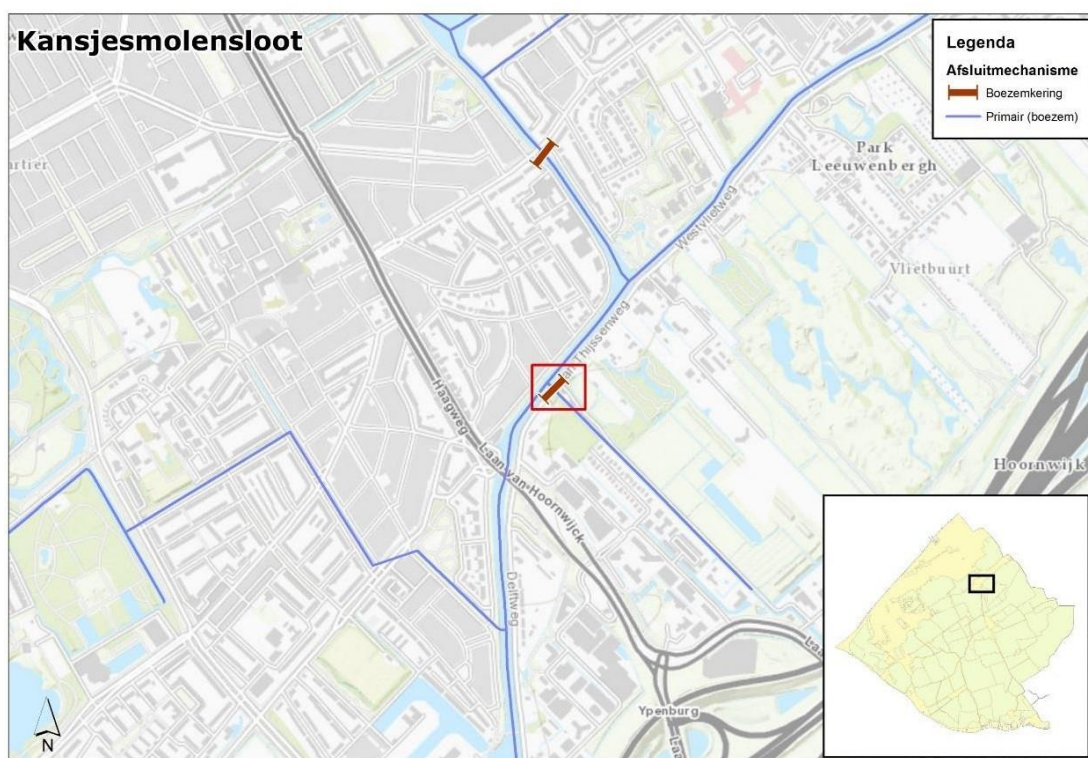 Kansjesmolensloot
Legenda
Afsluitmechanisme
Boezemkering
Primair (boezem)
Park
Leeuwenbergh
Westvlietweg
Vlietbuurt
Thijssenweg
Haagweg
Laan van Hoornwijck
Hoornwijk
Delftweg
Ypenburg
N